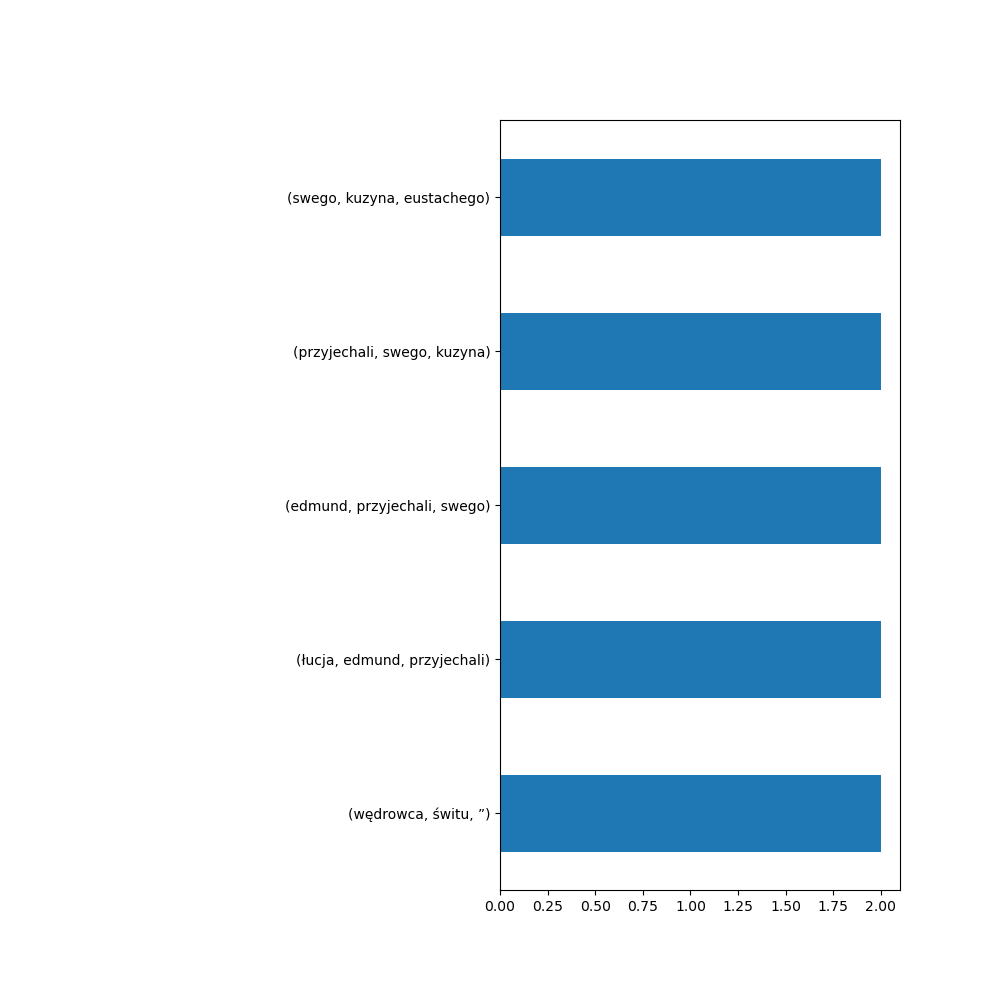 (swego, kuzyna, eustachego)
(przyjechali, swego, kuzyna)
(edmund, przyjechali, swego)
(łucja, edmund, przyjechali)
(wędrowca, świtu, ”)
0.00 0.25 0.50 0.75 1.00 1.25 1.50 1.75 2.00